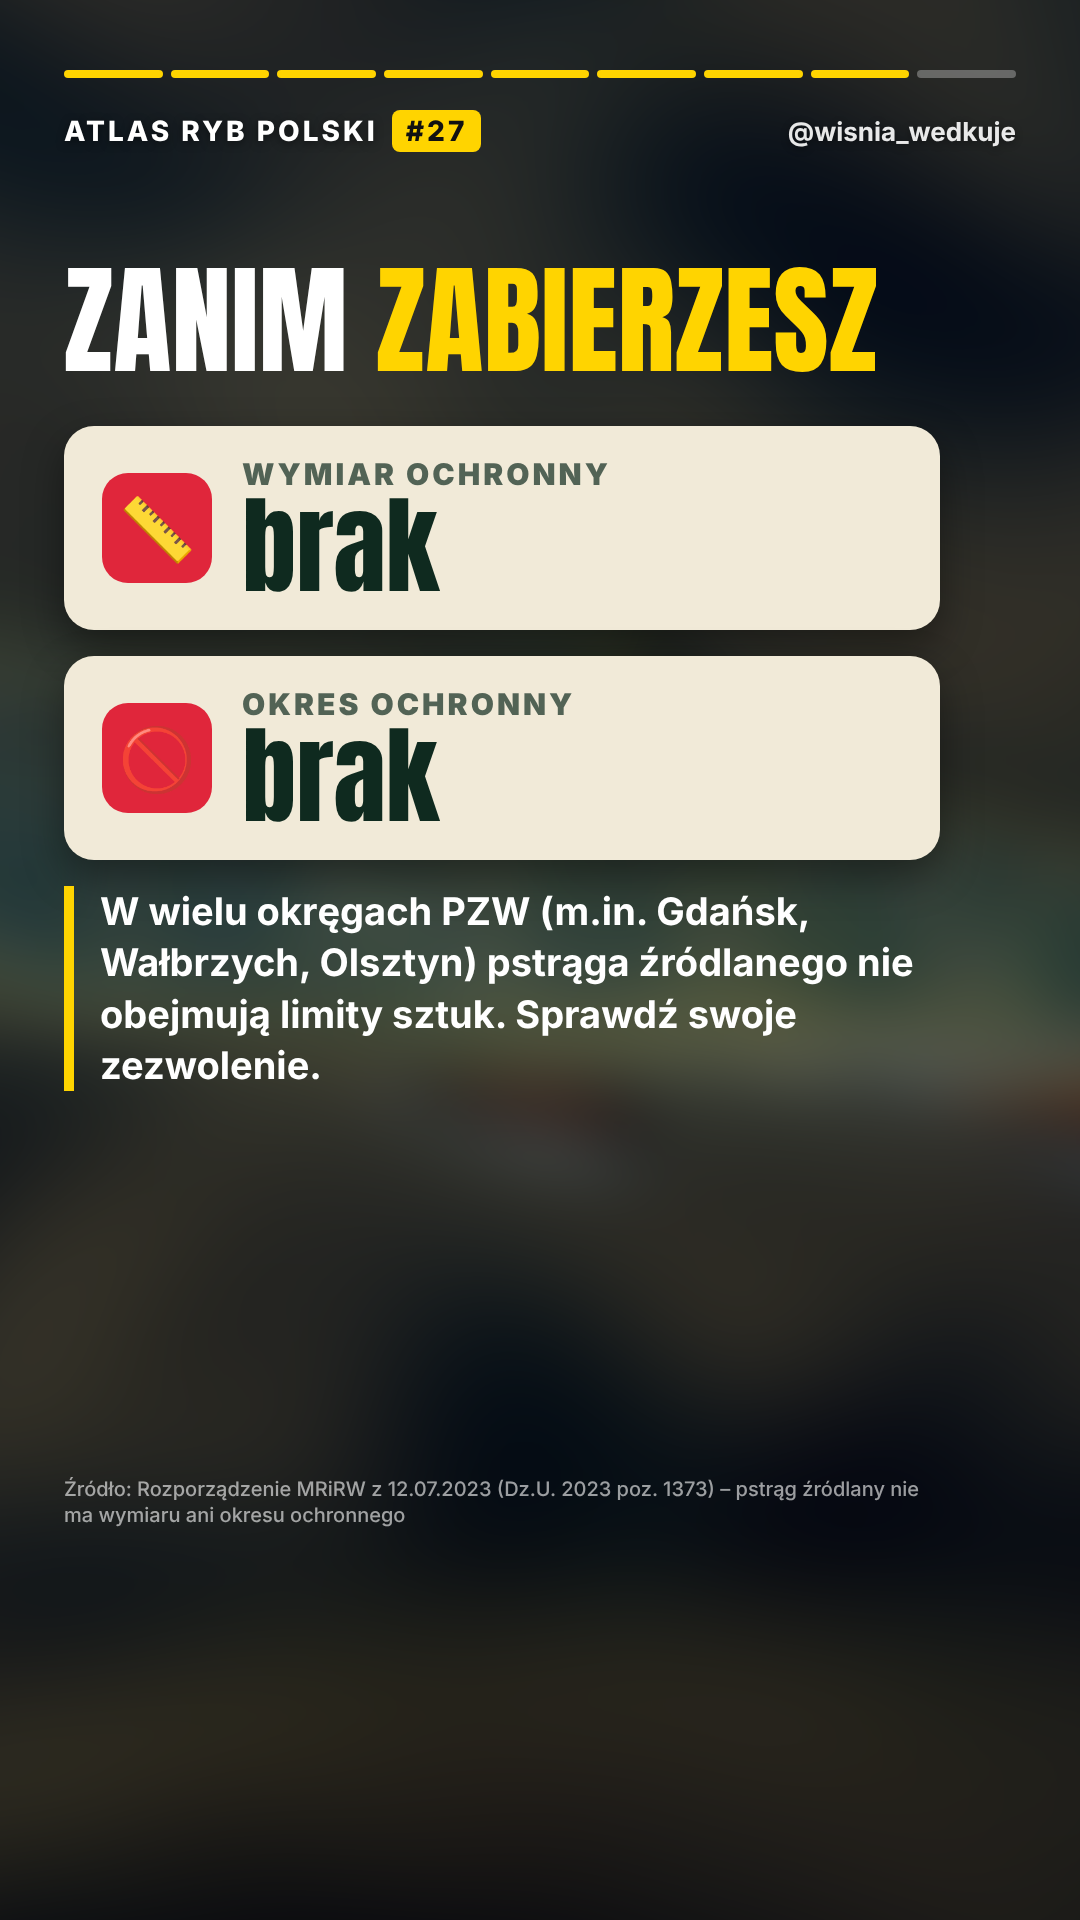 ATLAS RYB POLSKI #27
@wisnia_wedkuje
ZANIM ZABIERZESZ
WYMIAR OCHRONNY
brak
OKRES OCHRONNY
brak
W wielu okręgach PZW (m.in. Gdańsk,
Wałbrzych, Olsztyn) pstrąga źródlanego nie
obejmują limity sztuk. Sprawdź swoje
zezwolenie.
Źródło: Rozporządzenie MRiRW z 12.07.2023 (Dz.U. 2023 poz. 1373) – pstrąg źródlany nie
ma wymiaru ani okresu ochronnego